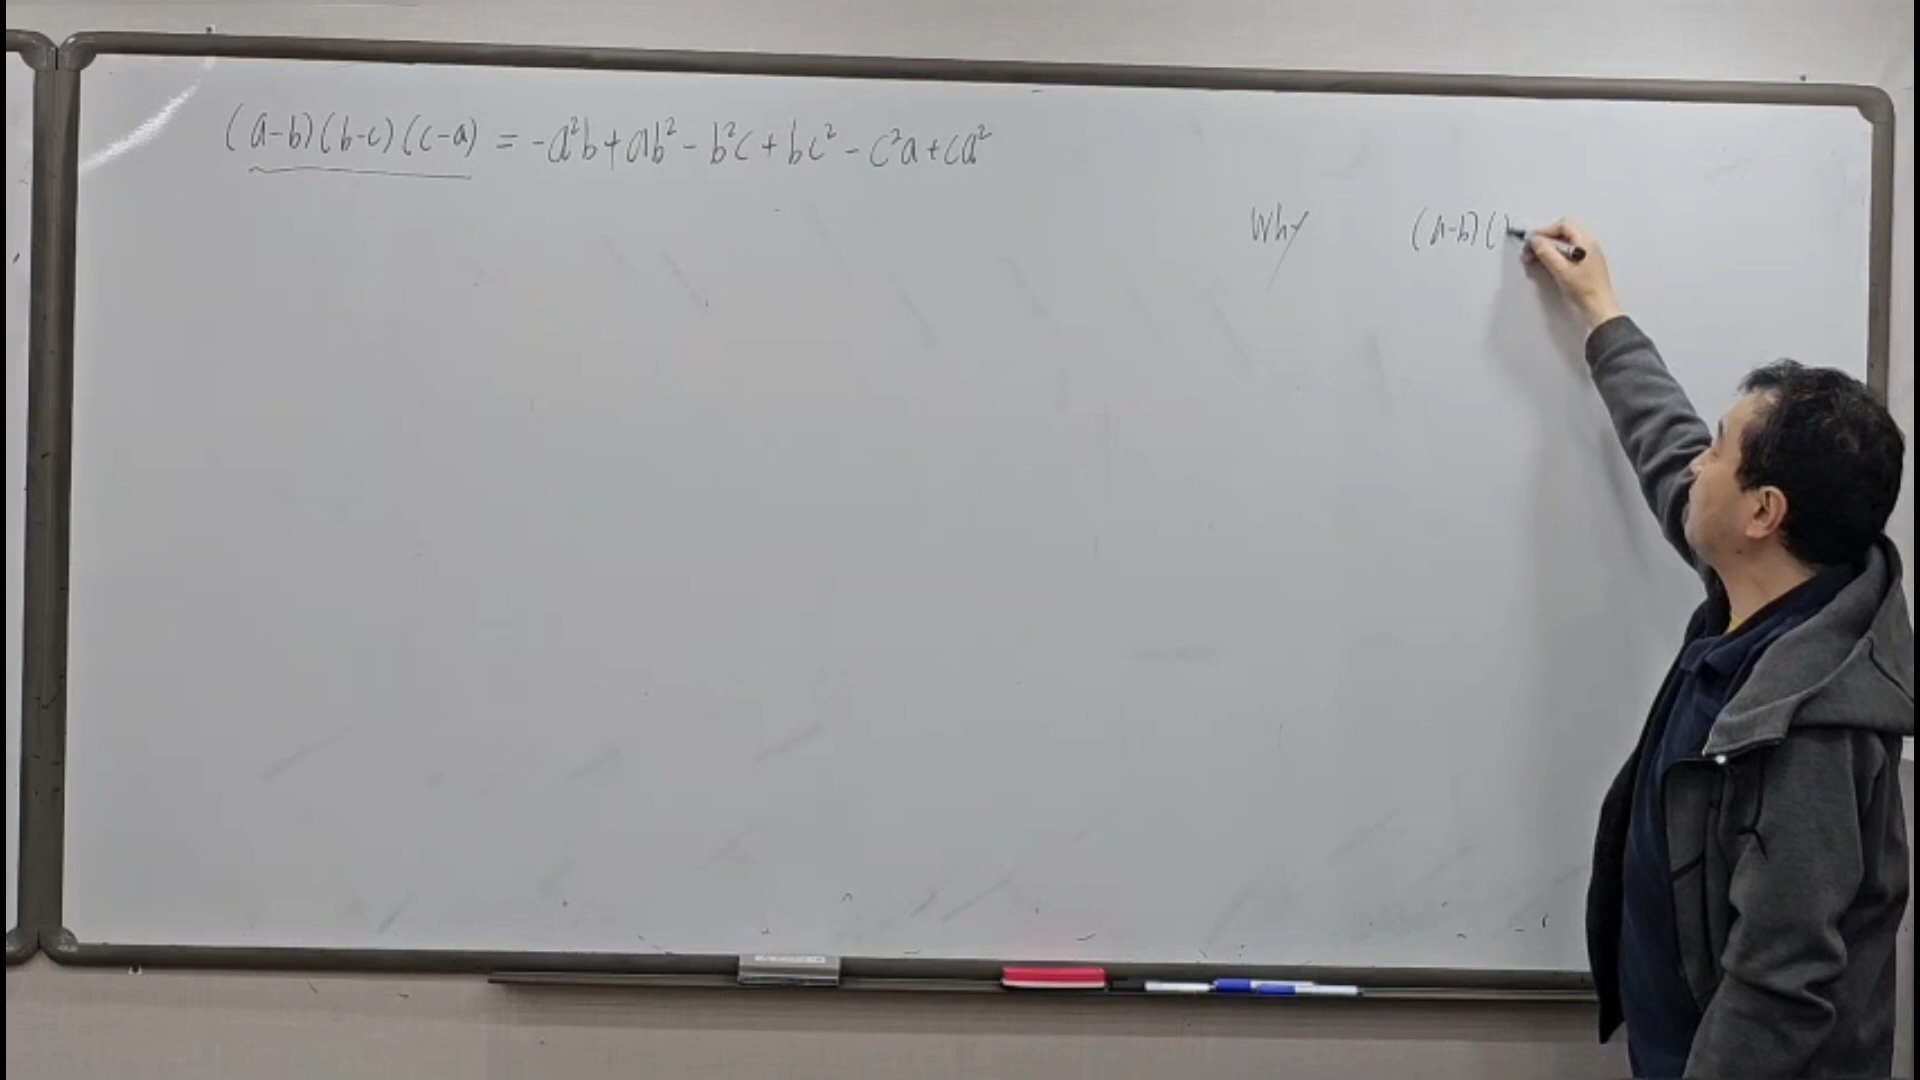 (a-b)(b-c)(c-a) = -a²b+ab²-b²c+bc²-c²a+ca²
Why (a-b)(